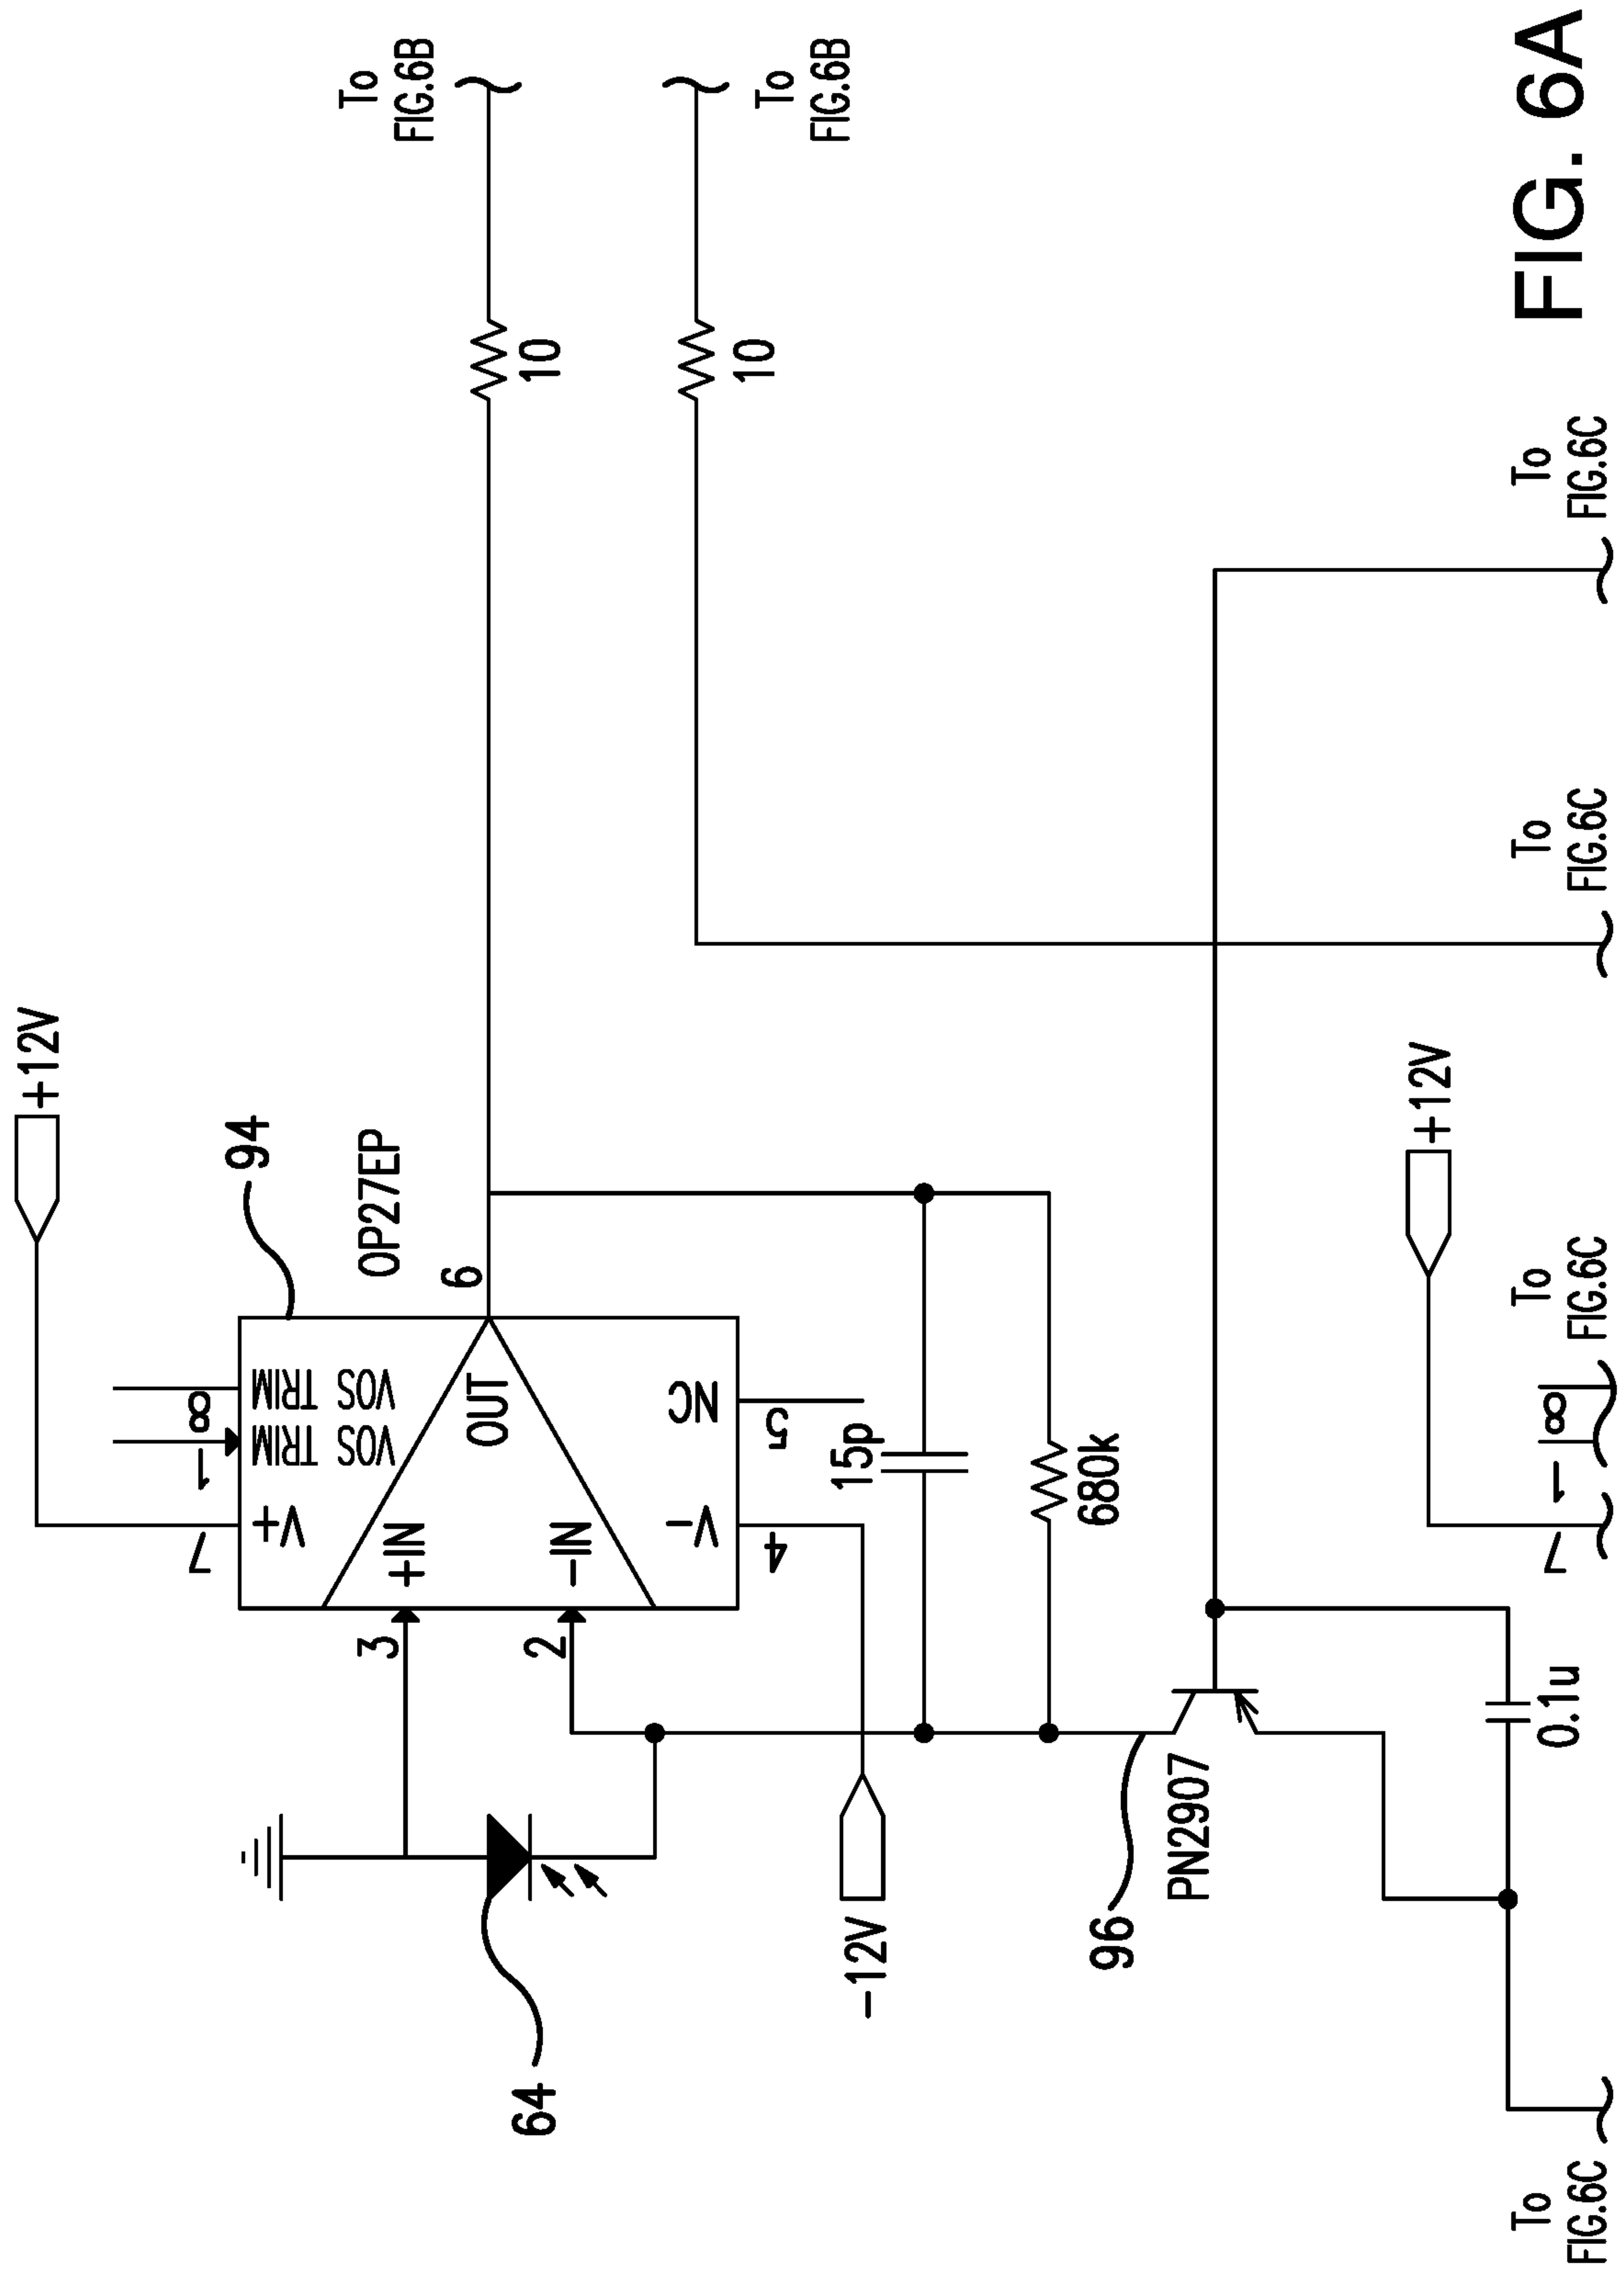 +12V
94
OP27EP
To
FIG.6B
8
1
7
VOS TRIM
VOS TRIM
V+
+IN
OUT
6
3
-IN
2
10
To
FIG.6B
10
NC
V-
5
4
64
15p
-12V
680k
96
PN2907
+12V
To
FIG.6C
0.1u
7
1
8
To
FIG.6C
To
FIG.6C
To
FIG.6C
FIG. 6A